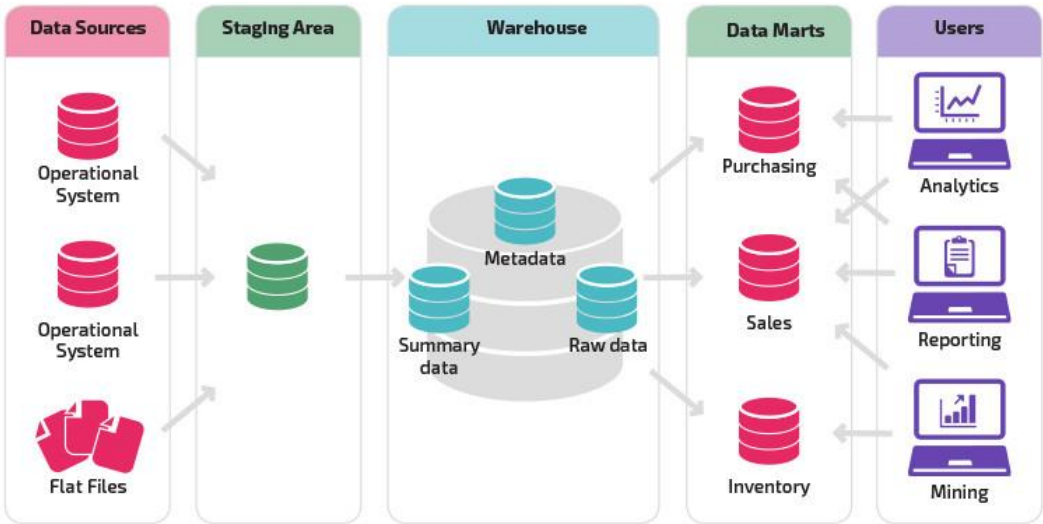 Data Sources
Staging Area
Warehouse
Data Marts
Users
Operational
System
Operational
System
Flat Files
Metadata
Summary
data
Raw data
Purchasing
Sales
Inventory
Analytics
Reporting
Mining